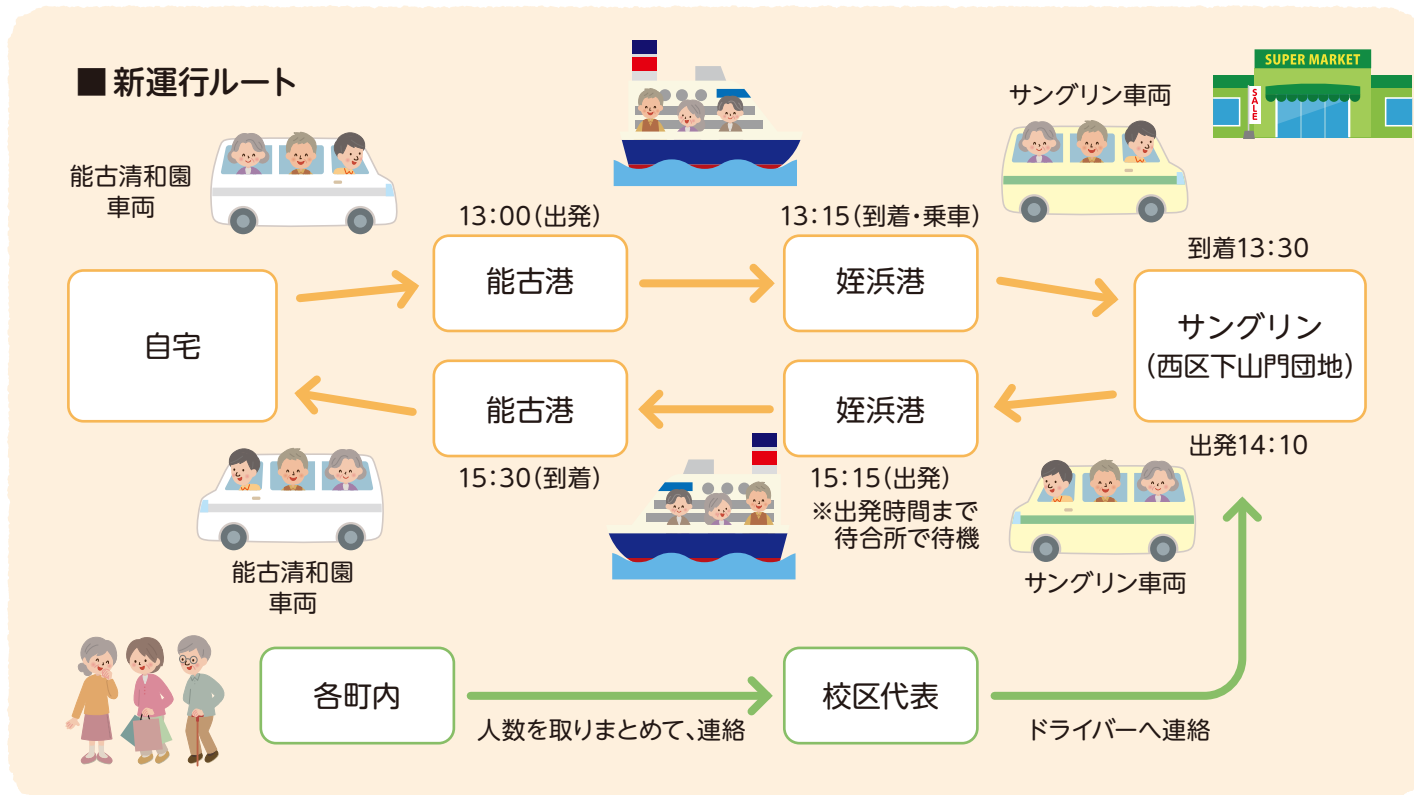 ■ 新運行ルート
SUPER MARKET
SALE
サングリン車両
能古清和園
車両
13:00(出発)
13:15(到着・乗車)
到着13:30
自宅
能古港
姪浜港
サングリン
(西区下山門団地)
能古港
姪浜港
出発14:10
15:30(到着)
15:15(出発)
※出発時間まで
待合所で待機
能古清和園
車両
サングリン車両
各町内
人数を取りまとめて、連絡
校区代表
ドライバーへ連絡